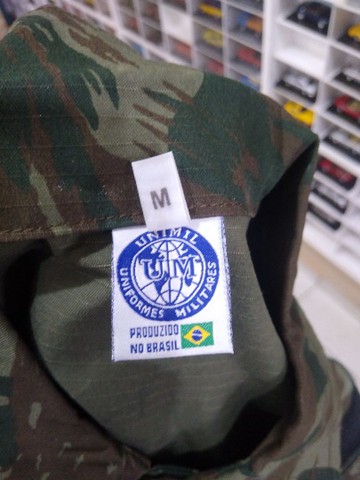 M
UNIMIL
UM
UNIFORMES MILITARES
PRODUZIDO
NO BRASIL